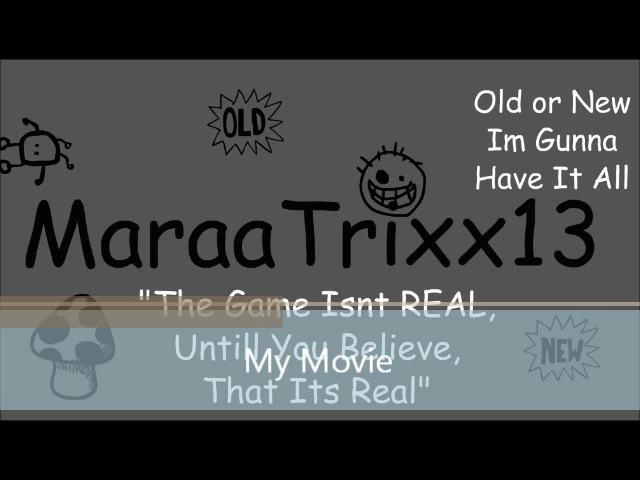 OLD
Old or New
Im Gunna
Have It All
MaraaTrixx13
"The Game Isnt REAL,
Untill You Believe,
My Movie
NEW
That Its Real"